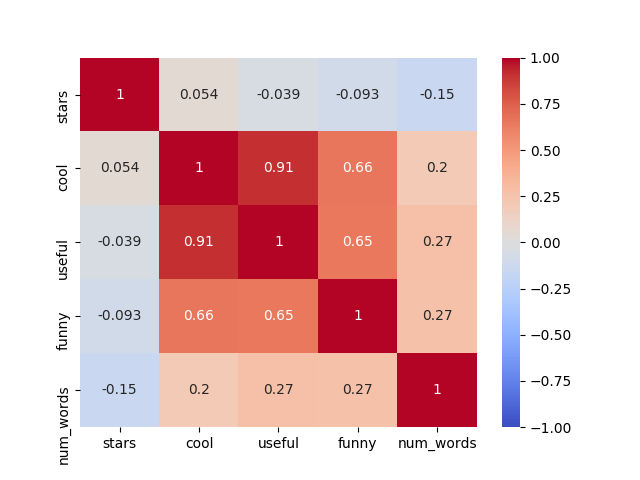 stars 1 0.054 -0.039 -0.093 -0.15
cool 0.054 1 0.91 0.66 0.2
useful -0.039 0.91 1 0.65 0.27
funny -0.093 0.66 0.65 1 0.27
num_words -0.15 0.2 0.27 0.27 1
stars cool useful funny num_words
1.00
0.75
0.50
0.25
0.00
−0.25
−0.50
−0.75
−1.00